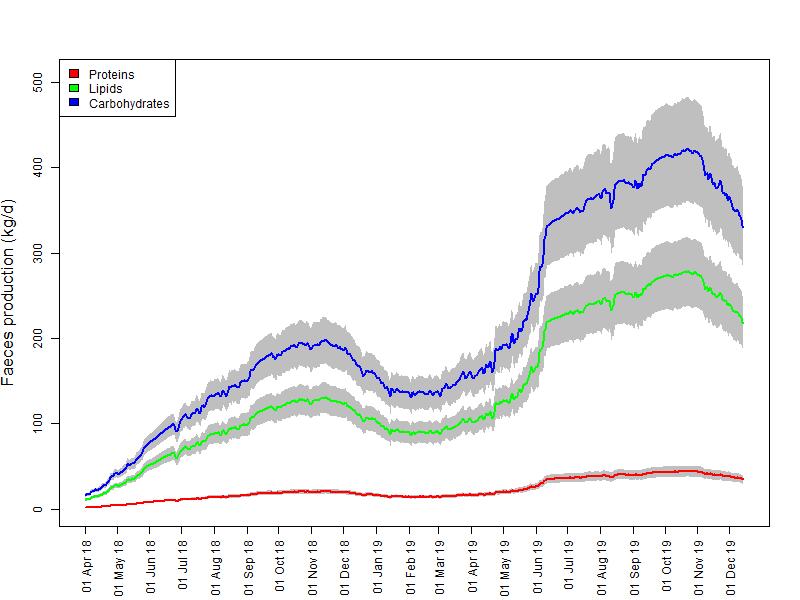 Proteins
Lipids
Carbohydrates
Faeces production (kg/d)
500
400
300
200
100
0
01 Apr 18
01 May 18
01 Jun 18
01 Jul 18
01 Aug 18
01 Sep 18
01 Oct 18
01 Nov 18
01 Dec 18
01 Jan 19
01 Feb 19
01 Mar 19
01 Apr 19
01 May 19
01 Jun 19
01 Jul 19
01 Aug 19
01 Sep 19
01 Oct 19
01 Nov 19
01 Dec 19